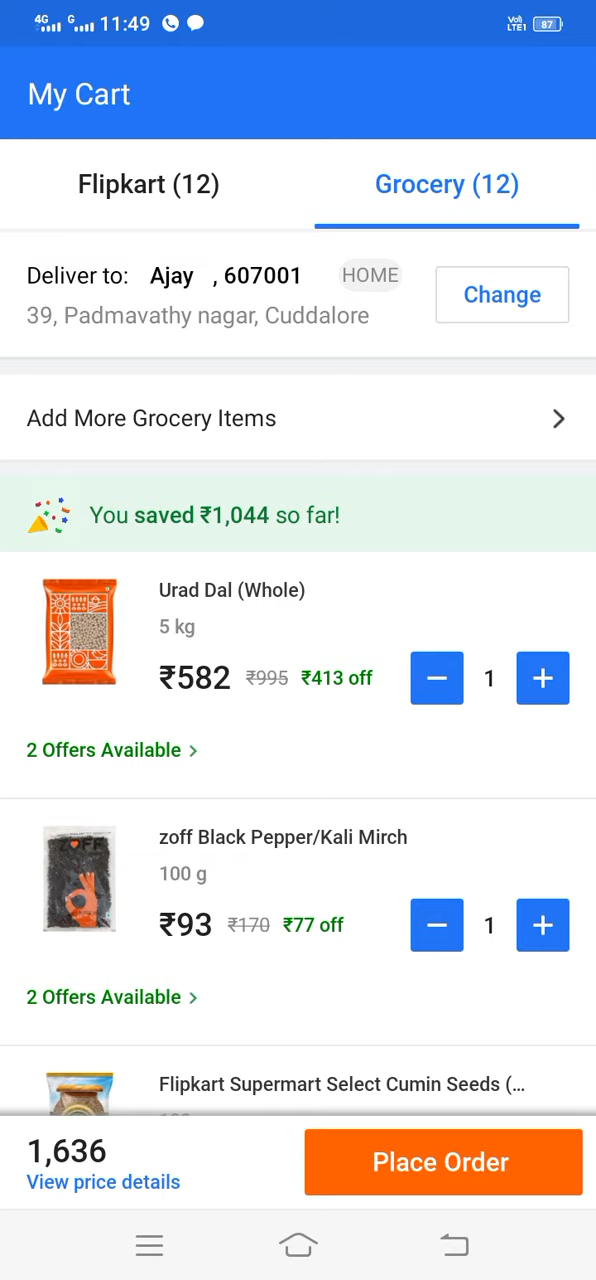 4G G 11:49 Vo) LTE1 87
My Cart
Flipkart (12) Grocery (12)
Deliver to: Ajay , 607001 HOME Change
39, Padmavathy nagar, Cuddalore
Add More Grocery Items
You saved ₹1,044 so far!
Urad Dal (Whole)
5 kg
₹582 ₹995 ₹413 off 1
2 Offers Available
ZOFF
zoff Black Pepper/Kali Mirch
100 g
₹93 ₹170 ₹77 off 1
2 Offers Available
Flipkart Supermart Select Cumin Seeds (...
1,636
View price details
Place Order